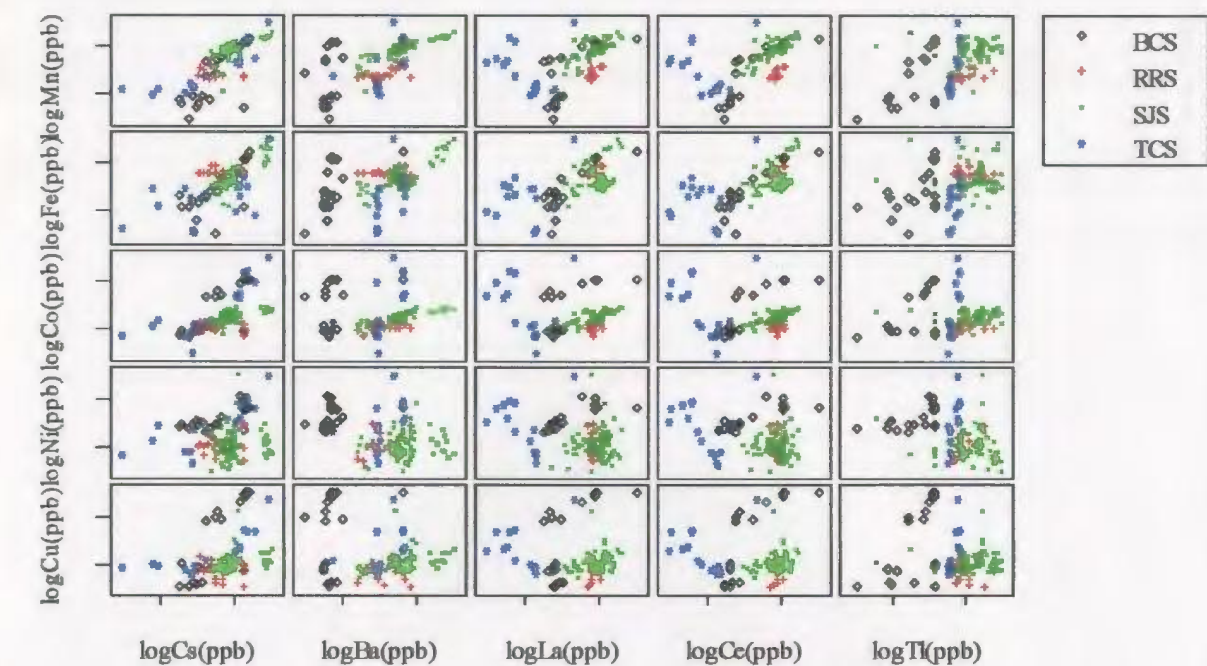 logMn(ppb)
logFe(ppb)
logCo(ppb)
logNi(ppb)
logCu(ppb)
BCS
RRS
SJS
TCS
logCs(ppb) logBa(ppb) logLa(ppb) logCe(ppb) logTl(ppb)